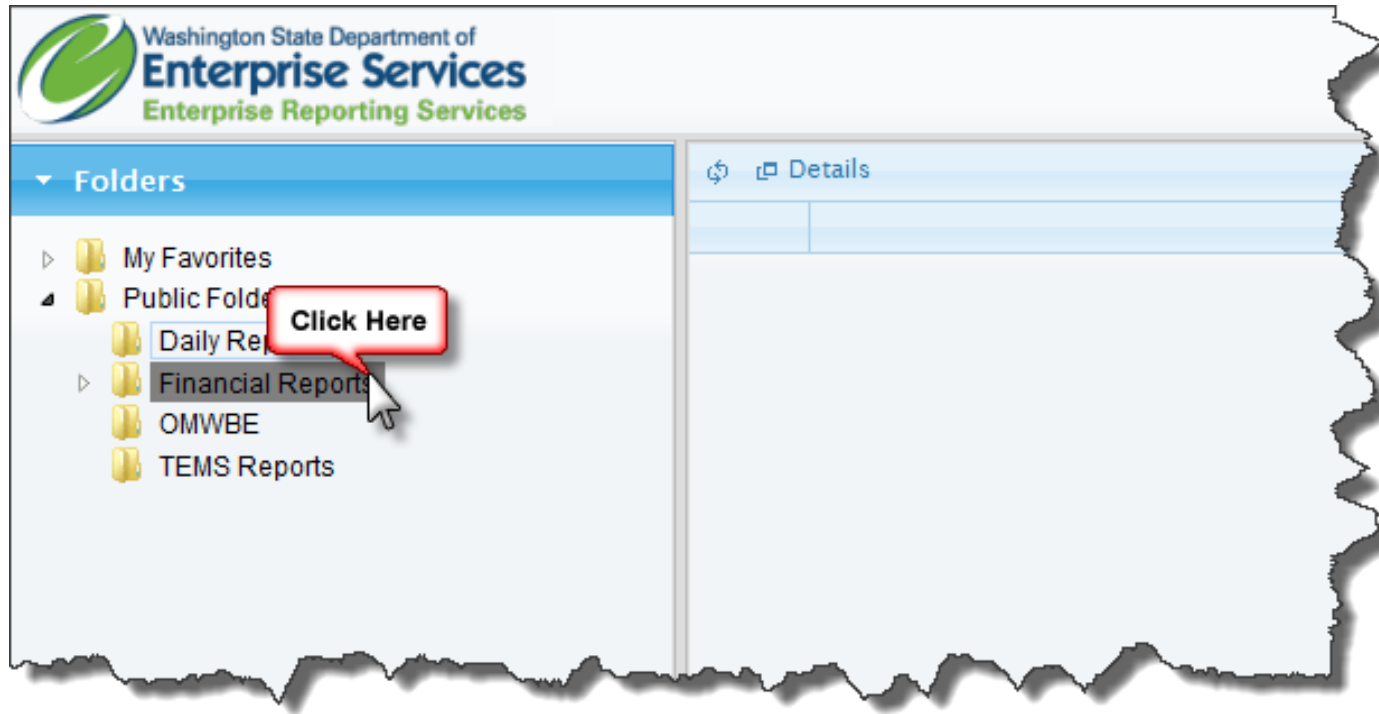 Washington State Department of
Enterprise Services
Enterprise Reporting Services
Folders
Details
My Favorites
Public Folde
Click Here
Daily Rep
Financial Reports
OMWBE
TEMS Reports